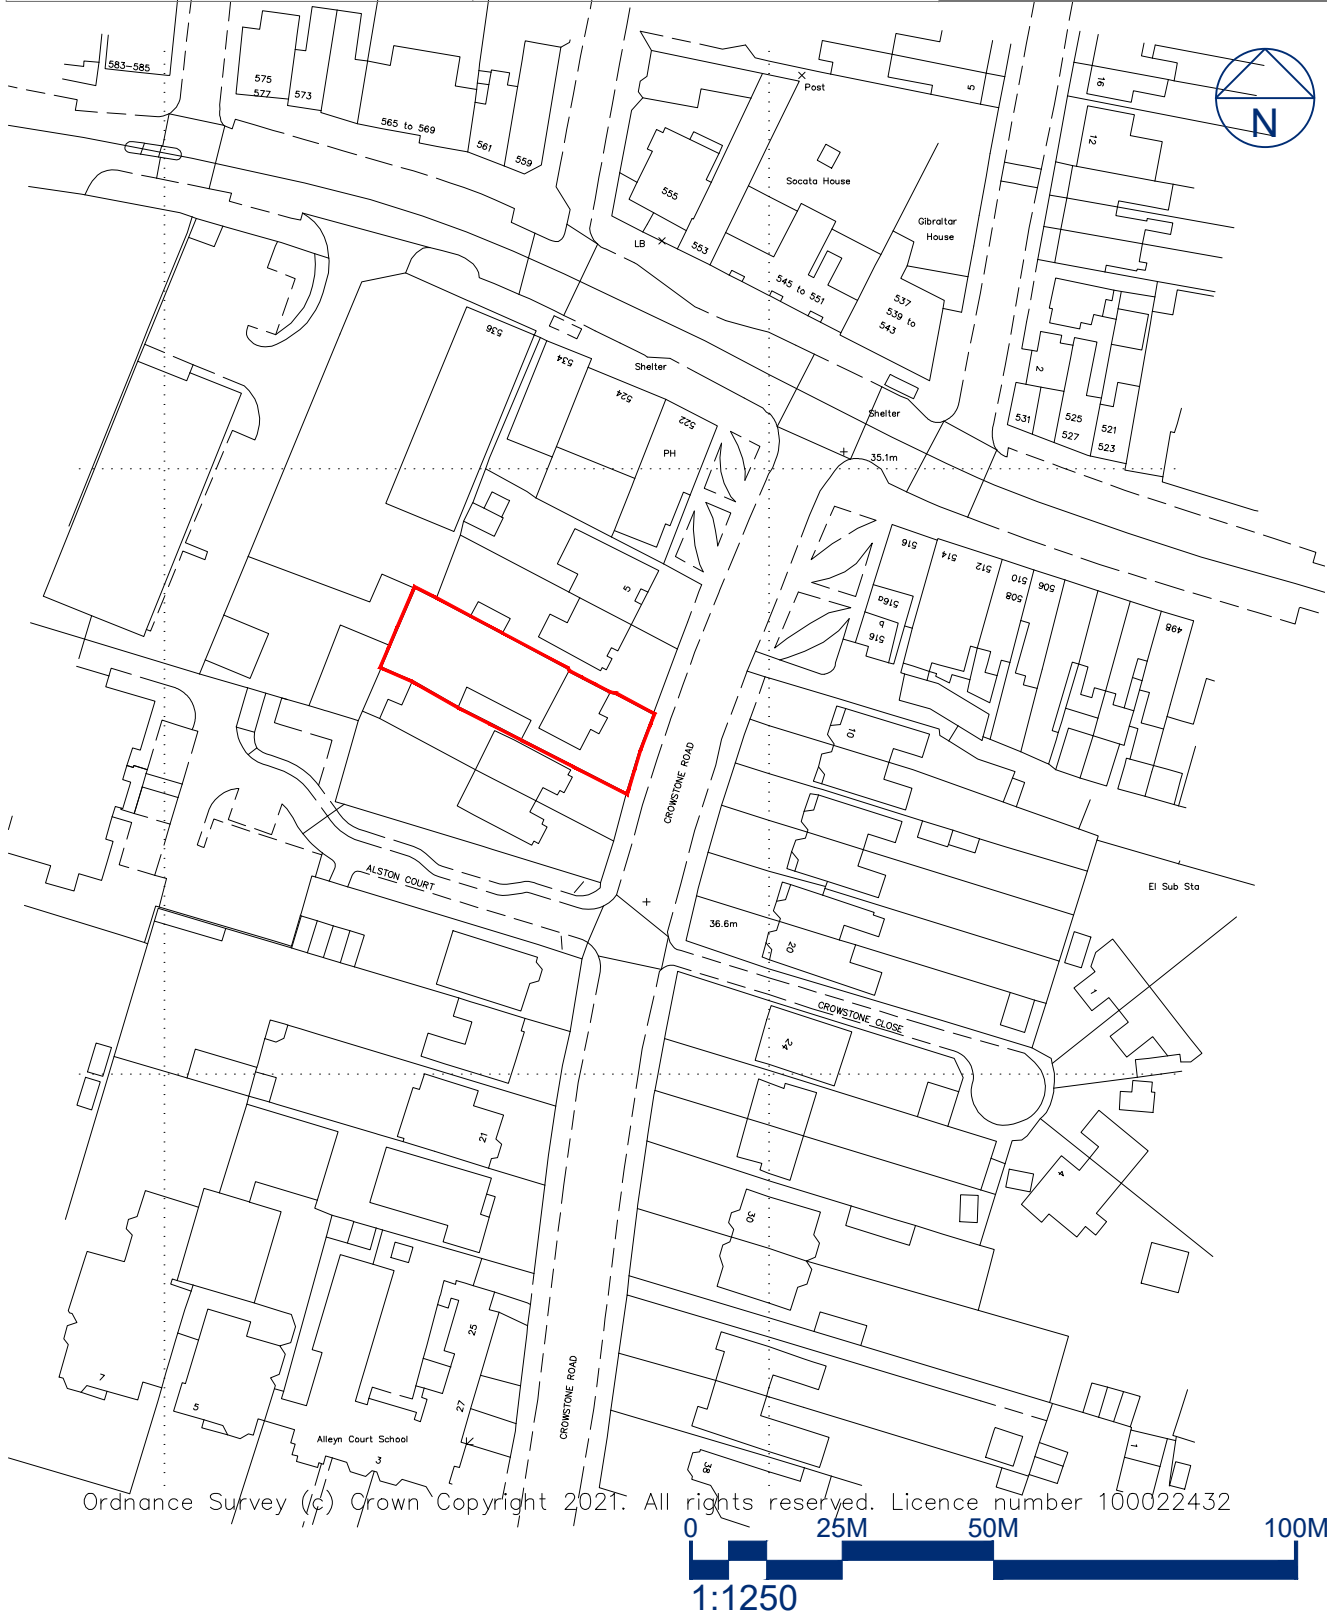 583-585
575
577
573
565 to 569
561
559
555
553
LB
Post
Socata House
Gibraltar
House
545 to 551
537
539 to
543
5
16
12
2
531
525
527
521
523
N
536
534
524
522
PH
Shelter
Shelter
35.1m
5
516
514
512
510
508
506
498
516a
516
b
10
20
CROWSTONE ROAD
ALSTON COURT
36.6m
El Sub Sta
CROWSTONE CLOSE
1
4
24
21
30
25
27
7
5
Alleyn Court School
3
CROWSTONE ROAD
38
1
Ordnance Survey (c) Crown Copyright 2021. All rights reserved. Licence number 100022432
0 25M 50M 100M
1:1250